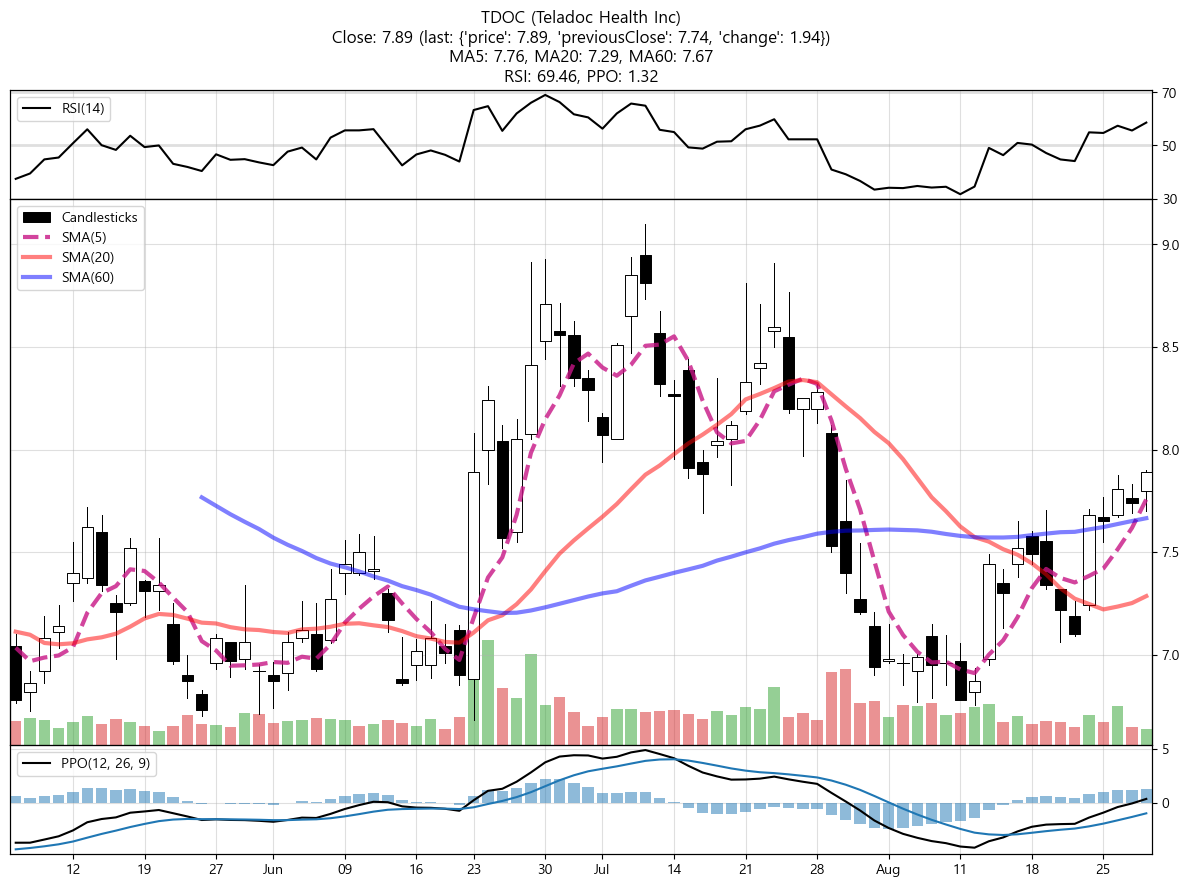 TDOC (Teladoc Health Inc)
Close: 7.89 (last: {'price': 7.89, 'previousClose': 7.74, 'change': 1.94})
MA5: 7.76, MA20: 7.29, MA60: 7.67
RSI: 69.46, PPO: 1.32
RSI(14)
70
50
30
Candlesticks
SMA(5)
SMA(20)
SMA(60)
9.0
8.5
8.0
7.5
7.0
PPO(12, 26, 9)
5
0
12 19 27 Jun 09 16 23 30 Jul 07 14 21 28 Aug 11 18 25